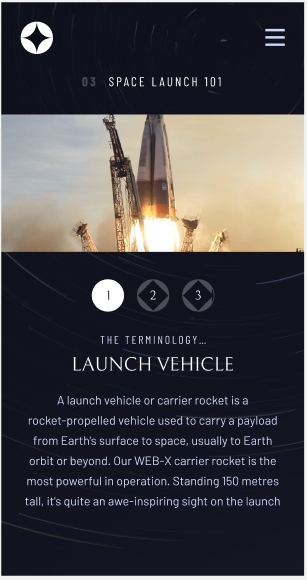 03 SPACE LAUNCH 101
1 2 3
THE TERMINOLOGY...
LAUNCH VEHICLE
A launch vehicle or carrier rocket is a
rocket-propelled vehicle used to carry a payload
from Earth's surface to space, usually to Earth
orbit or beyond. Our WEB-X carrier rocket is the
most powerful in operation. Standing 150 metres
tall, it's quite an awe-inspiring sight on the launch